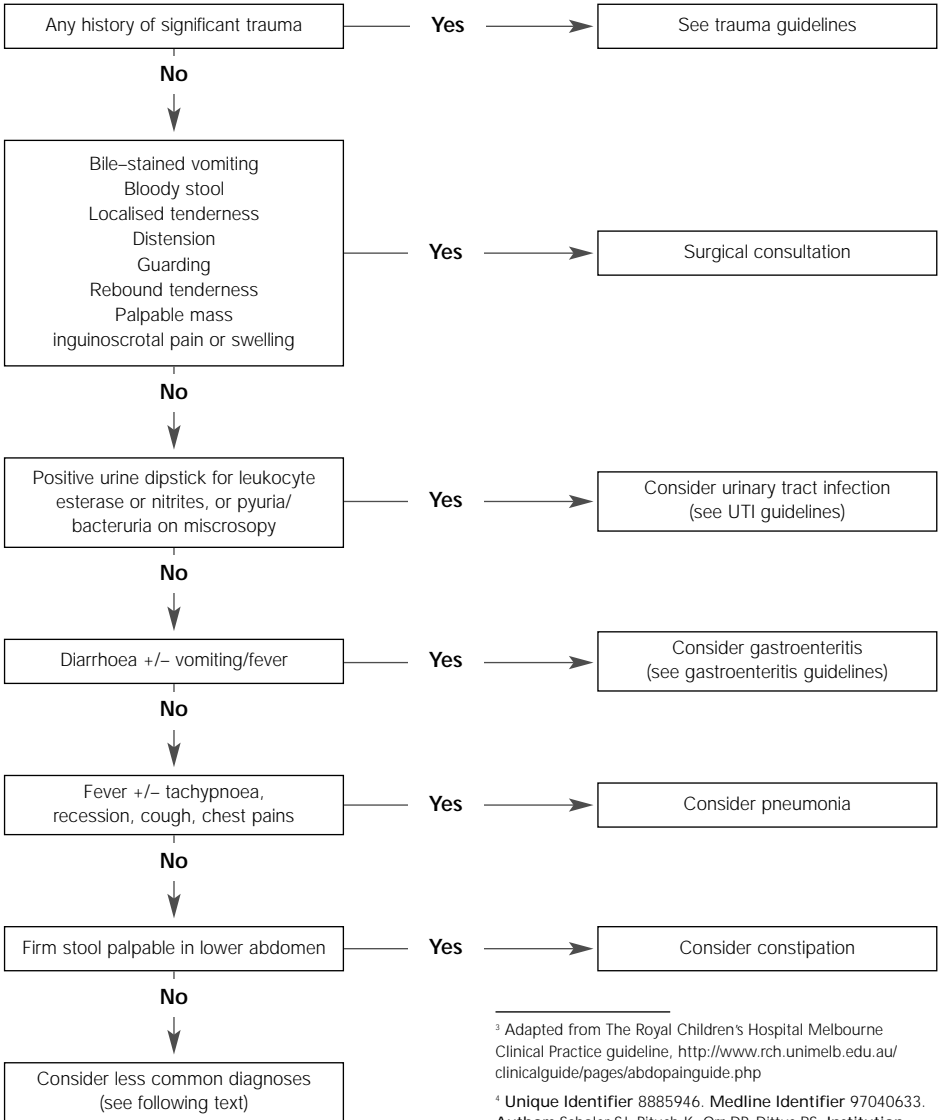 Any history of significant trauma
Yes
See trauma guidelines
No
Bile–stained vomiting
Bloody stool
Localised tenderness
Distension
Guarding
Rebound tenderness
Palpable mass
inguinoscrotal pain or swelling
Yes
Surgical consultation
No
Positive urine dipstick for leukocyte
esterase or nitrites, or pyuria/
bacteruria on miscrosopy
Yes
Consider urinary tract infection
(see UTI guidelines)
No
Diarrhoea +/– vomiting/fever
Yes
Consider gastroenteritis
(see gastroenteritis guidelines)
No
Fever +/– tachypnoea,
recession, cough, chest pains
Yes
Consider pneumonia
No
Firm stool palpable in lower abdomen
Yes
Consider constipation
No
Consider less common diagnoses
(see following text)
3 Adapted from The Royal Children's Hospital Melbourne
Clinical Practice guideline, http://www.rch.unimelb.edu.au/
clinicalguide/pages/abdopainguide.php
4 Unique Identifier 8885946. Medline Identifier 97040633.